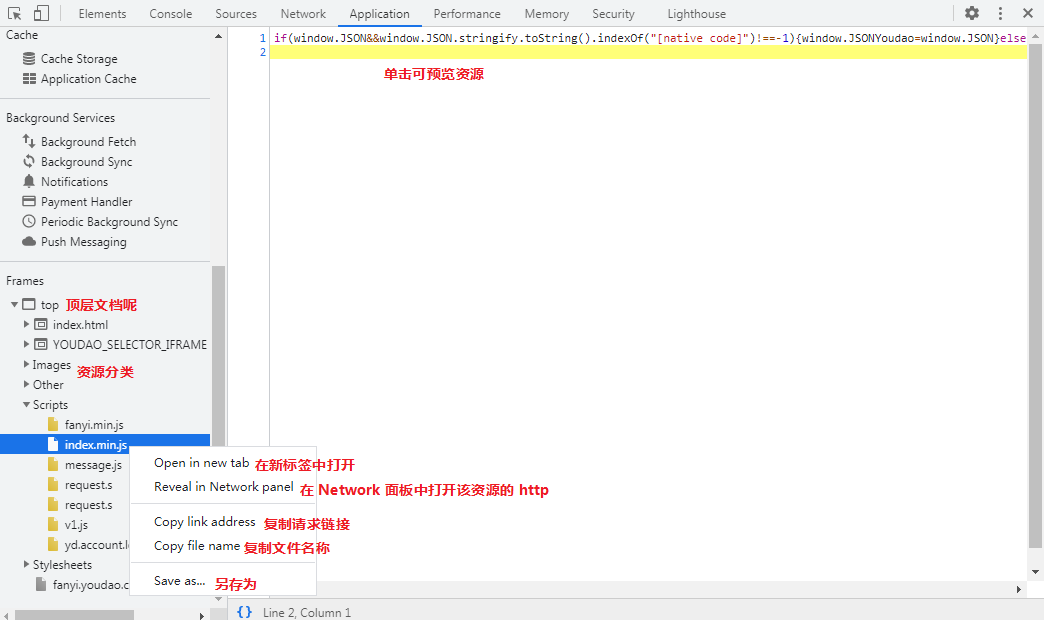 Elements Console Sources Network Application Performance Memory Security Lighthouse
Cache
Cache Storage
Application Cache
Background Services
Background Fetch
Background Sync
Notifications
Payment Handler
Periodic Background Sync
Push Messaging
Frames
top 顶层文档呢
index.html
YOUDAO_SELECTOR_IFRAME
Images
资源分类
Other
Scripts
fanyi.min.js
index.min.js
message.js
request.s
request.s
v1.js
yd.account.l
Stylesheets
fanyi.youdao.c
1 if(window.JSON&&window.JSON.stringify.toString().indexOf("[native code]")!==-1){window.JSONYoudao=window.JSON}else
2
单击可预览资源
Open in new tab 在新标签中打开
Reveal in Network panel 在 Network 面板中打开该资源的 http
Copy link address 复制请求链接
Copy file name 复制文件名称
Save as... 另存为
{} Line 2, Column 1